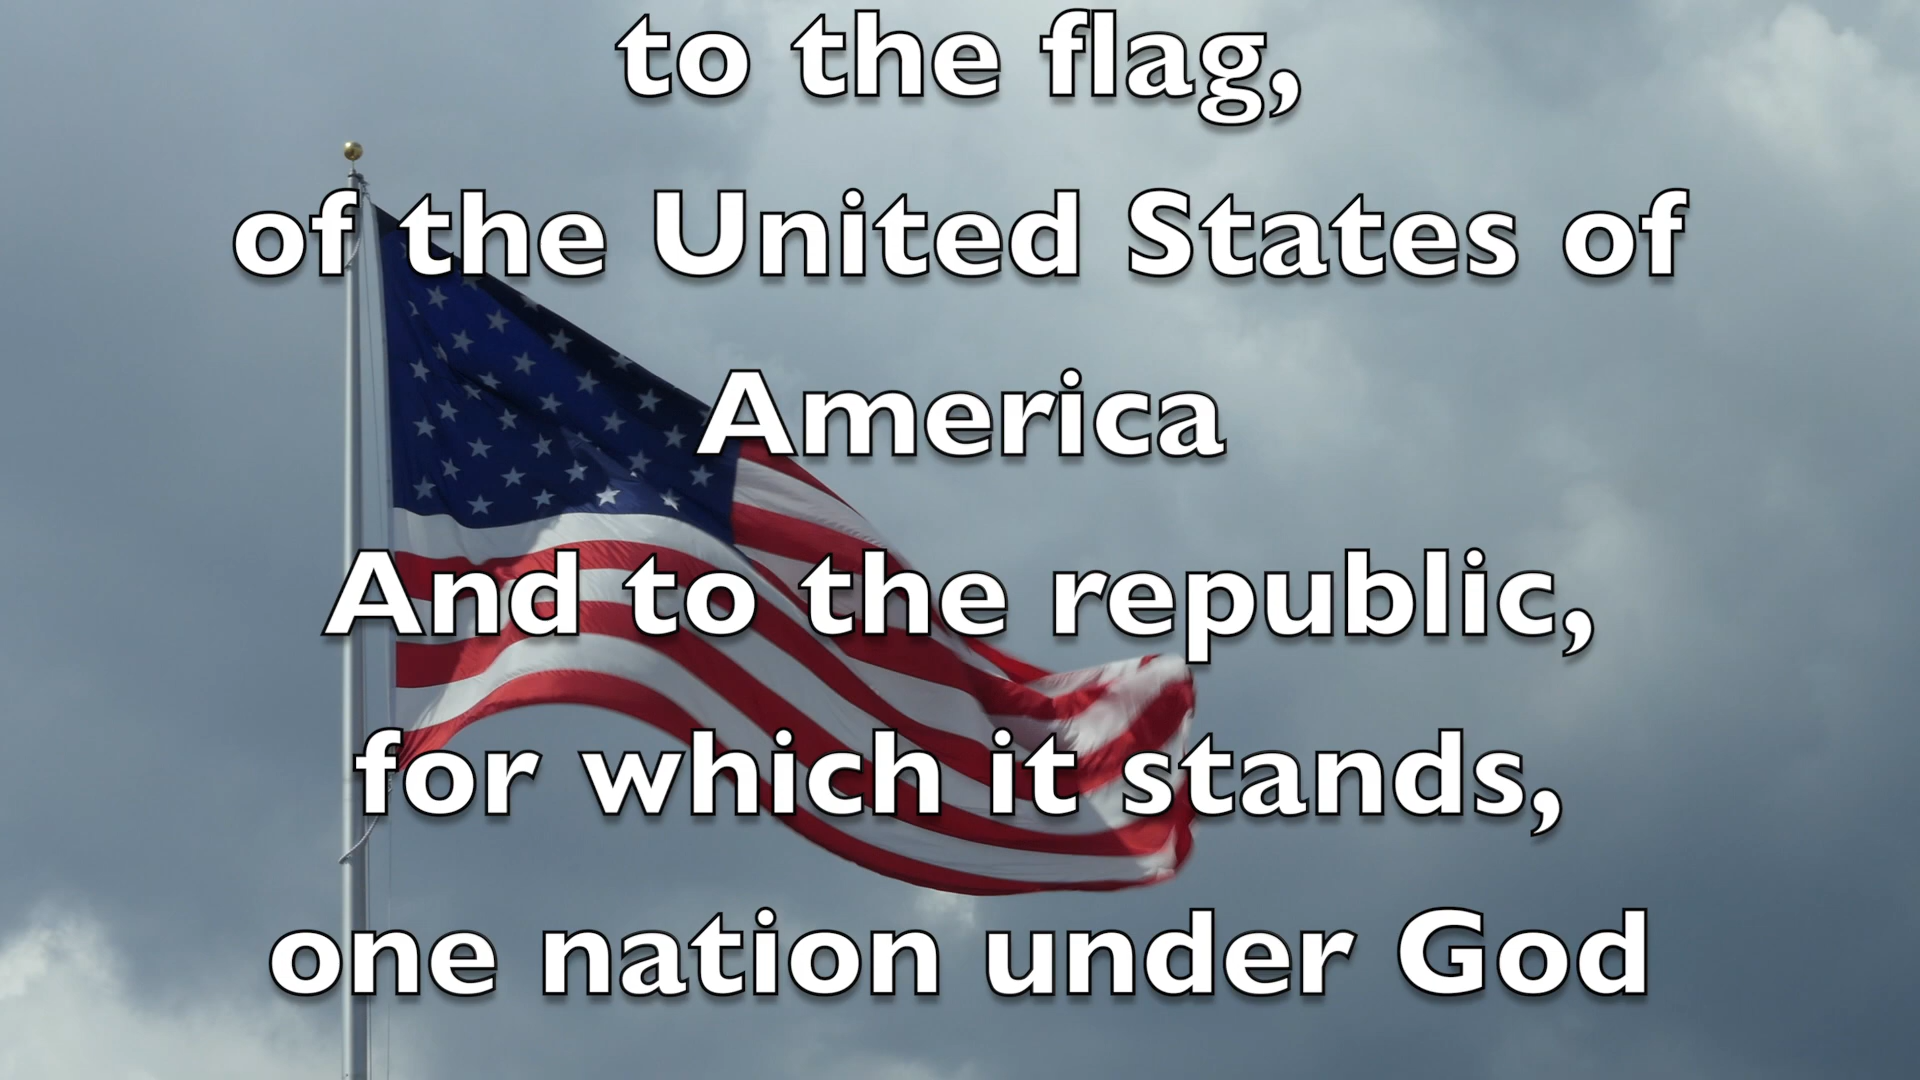 to the flag,
of the United States of
America
And to the republic,
for which it stands,
one nation under God